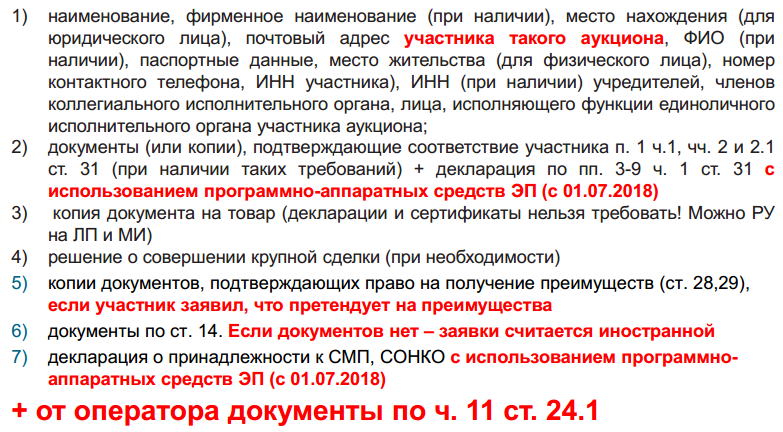 1) наименование, фирменное наименование (при наличии), место нахождения (для
юридического лица), почтовый адрес участника такого аукциона, ФИО (при
наличии), паспортные данные, место жительства (для физического лица), номер
контактного телефона, ИНН участника), ИНН (при наличии) учредителей, членов
коллегиального исполнительного органа, лица, исполняющего функции единоличного
исполнительного органа участника аукциона;
2) документы (или копии), подтверждающие соответствие участника п. 1 ч.1, чч. 2 и 2.1
ст. 31 (при наличии таких требований) + декларация по пп. 3-9 ч. 1 ст. 31 с
использованием программно-аппаратных средств ЭП (с 01.07.2018)
3) копия документа на товар (декларации и сертификаты нельзя требовать! Можно РУ
на ЛП и МИ)
4) решение о совершении крупной сделки (при необходимости)
5) копии документов, подтверждающих право на получение преимуществ (ст. 28,29),
если участник заявил, что претендует на преимущества
6) документы по ст. 14. Если документов нет – заявки считается иностранной
7) декларация о принадлежности к СМП, СОНКО с использованием программно-
аппаратных средств ЭП (с 01.07.2018)
+ от оператора документы по ч. 11 ст. 24.1